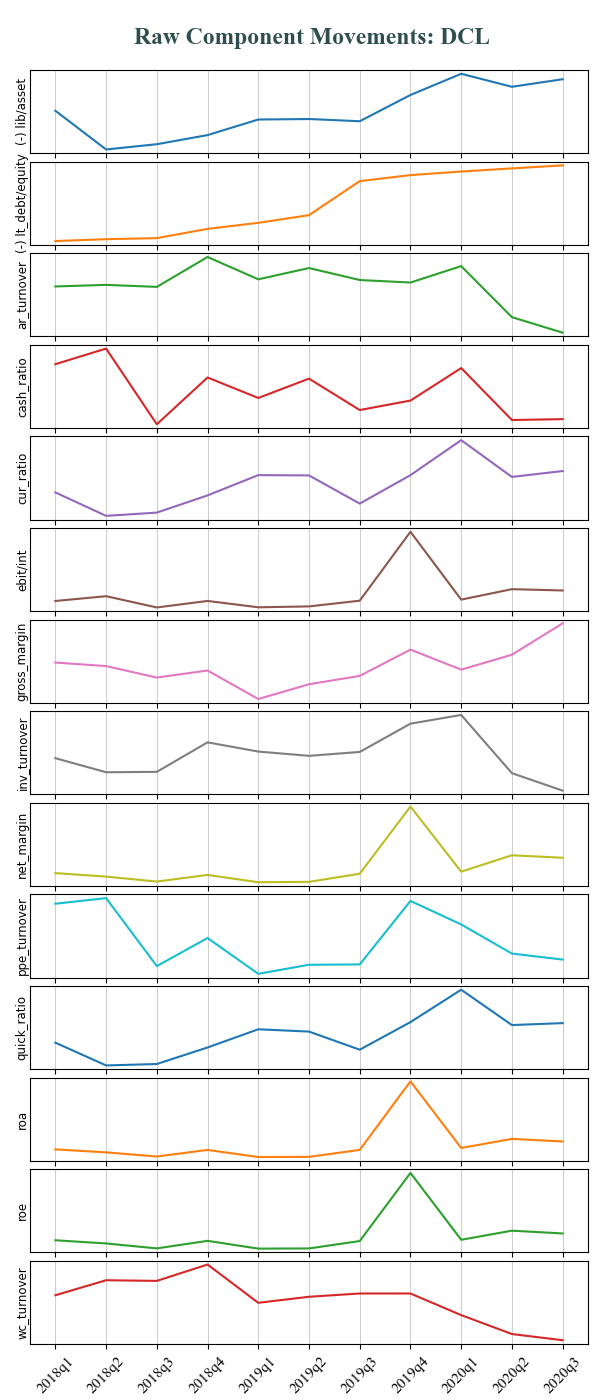 Raw Component Movements: DCL
(-) lib/asset
(-) lt_debt/equity
ar_turnover
cash_ratio
cur_ratio
ebit/int
gross_margin
inv_turnover
net_margin
ppe_turnover
quick_ratio
roa
roe
wc_turnover
2018q1 2018q2 2018q3 2018q4 2019q1 2019q2 2019q3 2019q4 2020q1 2020q2 2020q3